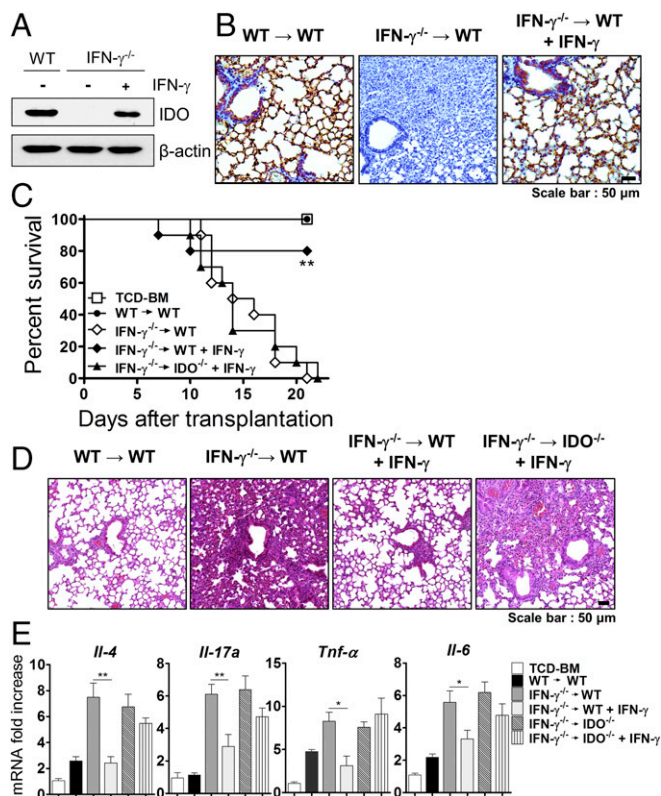 A
WT IFN-γ-/-
- - + IFN-γ
IDO
β-actin
B
WT → WT
IFN-γ-/- → WT
IFN-γ-/- → WT
+ IFN-γ
Scale bar : 50 μm
C
Percent survival
100
80
60
40
20
0
0 5 10 15 20
Days after transplantation
**
TCD-BM
WT → WT
IFN-γ-/- → WT
IFN-γ-/- → WT + IFN-γ
IFN-γ-/- → IDO-/- + IFN-γ
D
WT → WT
IFN-γ-/- → WT
IFN-γ-/- → WT
+ IFN-γ
IFN-γ-/- → IDO-/-
+ IFN-γ
Scale bar : 50 μm
E
mRNA fold increase
Il-4
10
8
6
4
2
0
**
Il-17a
8
6
4
2
0
**
Tnf-α
15
10
5
0
*
Il-6
8
6
4
2
0
*
TCD-BM
WT → WT
IFN-γ-/- → WT
IFN-γ-/- → WT + IFN-γ
IFN-γ-/- → IDO-/-
IFN-γ-/- → IDO-/- + IFN-γ